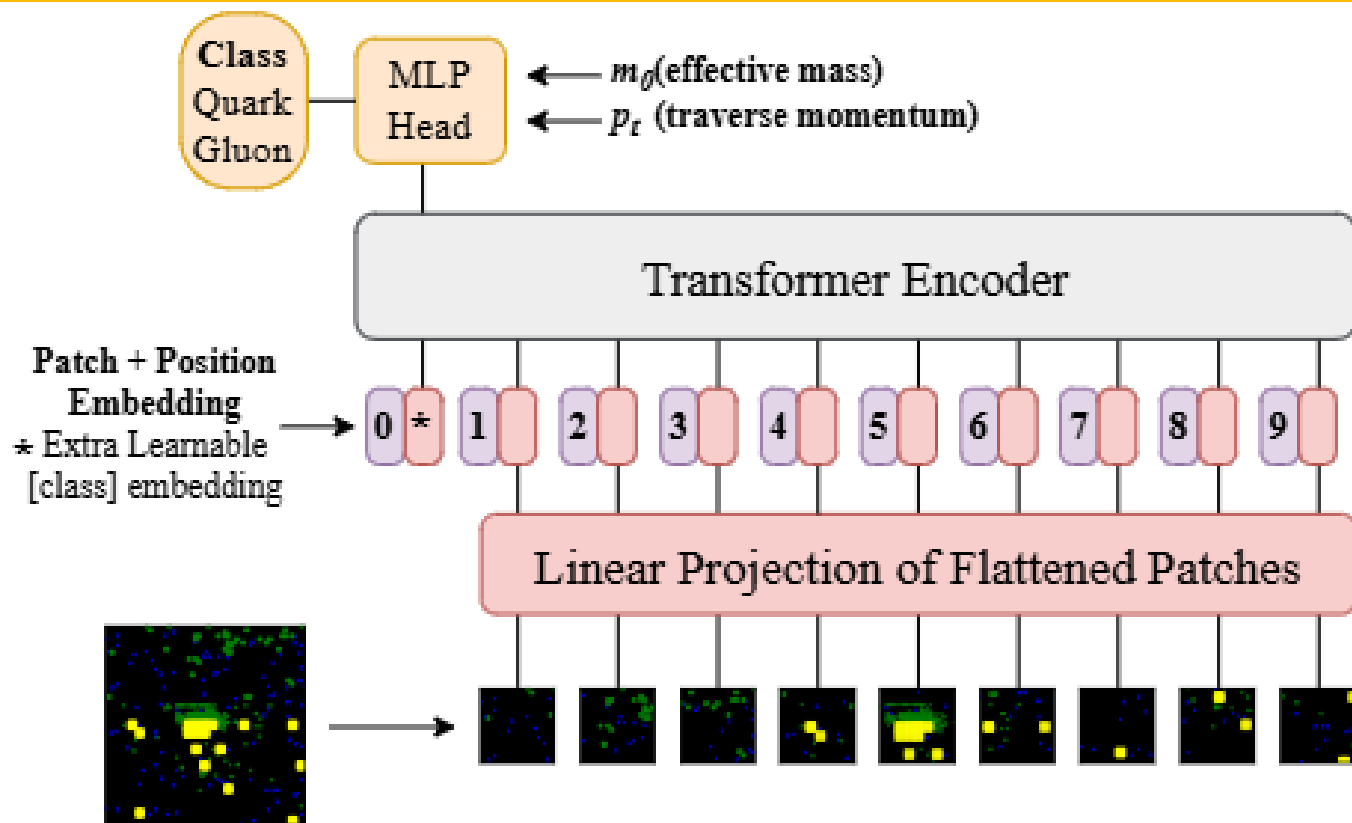 Class
Quark
Gluon
MLP
Head
m₀(effective mass)
pₜ (traverse momentum)
Transformer Encoder
Patch + Position
Embedding
* Extra Learnable
[class] embedding
0 * 1 2 3 4 5 6 7 8 9
Linear Projection of Flattened Patches